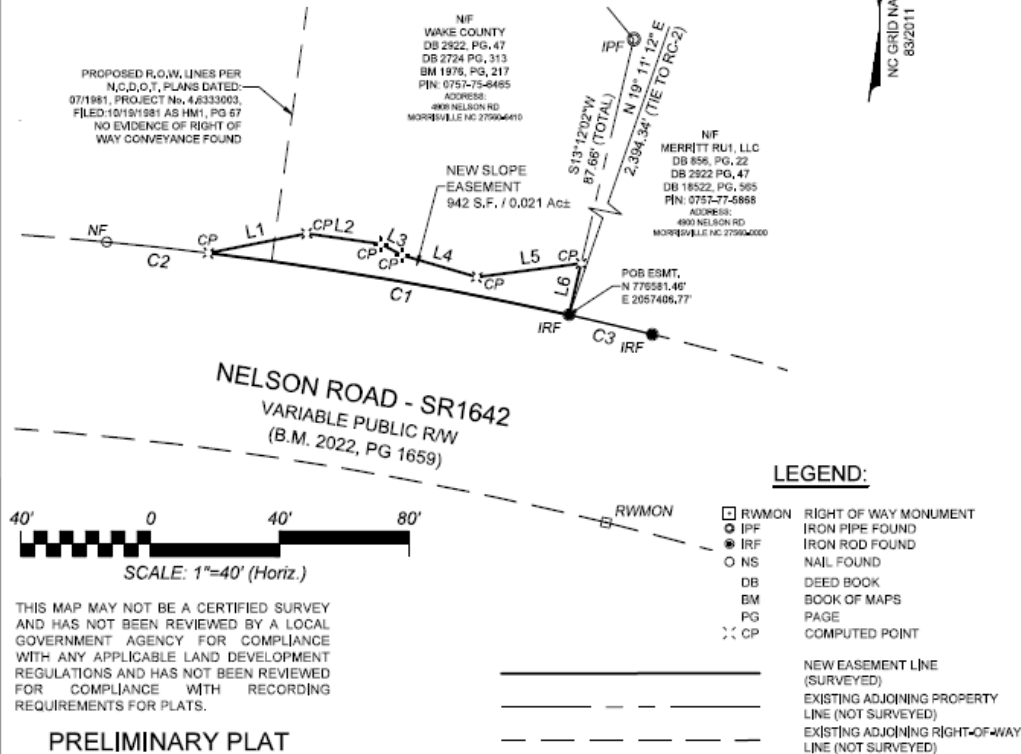 N/F
WAKE COUNTY
DB 2922, PG. 47
DB 2724 PG. 313
BM 1976, PG. 217
PIN: 0757-75-6465
ADDRESS:
4908 NELSON RD
MORRISVILLE NC 27560-6410
PROPOSED R.O.W. LINES PER
N.C.D.O.T. PLANS DATED:
07/1981, PROJECT No. 4.6333003,
FILED:10/19/1981 AS HM1, PG 67
NO EVIDENCE OF RIGHT OF
WAY CONVEYANCE FOUND
IPF
S13°12'02"W
87.66' (TOTAL)
N 19° 11' 12" E
2,394.34' (TIE TO RC-2)
NC GRID NA
83/2011
N/F
MERRITT RU1, LLC
DB 856, PG. 22
DB 2922 PG, 47
DB 18522, PG. 565
PIN: 0757-77-5868
ADDRESS:
4900 NELSON RD
MORRISVILLE NC 27560-0000
NEW SLOPE
EASEMENT
942 S.F. / 0.021 Ac±
NF
C2
CP
L1
CP
L2
CP
L3
CP
L4
CP
L5
CP
L6
C1
IRF
C3
IRF
POB ESMT.
N 776581.46'
E 2057406.77'
NELSON ROAD - SR1642
VARIABLE PUBLIC R/W
(B.M. 2022, PG 1659)
RWMON
40' 0 40' 80'
SCALE: 1"=40' (Horiz.)
THIS MAP MAY NOT BE A CERTIFIED SURVEY
AND HAS NOT BEEN REVIEWED BY A LOCAL
GOVERNMENT AGENCY FOR COMPLIANCE
WITH ANY APPLICABLE LAND DEVELOPMENT
REGULATIONS AND HAS NOT BEEN REVIEWED
FOR COMPLIANCE WITH RECORDING
REQUIREMENTS FOR PLATS.
PRELIMINARY PLAT
LEGEND:
RWMON RIGHT OF WAY MONUMENT
IPF IRON PIPE FOUND
IRF IRON ROD FOUND
NS NAIL FOUND
DB DEED BOOK
BM BOOK OF MAPS
PG PAGE
CP COMPUTED POINT
NEW EASEMENT LINE
(SURVEYED)
EXISTING ADJOINING PROPERTY
LINE (NOT SURVEYED)
EXISTING ADJOINING RIGHT-OF-WAY
LINE (NOT SURVEYED)